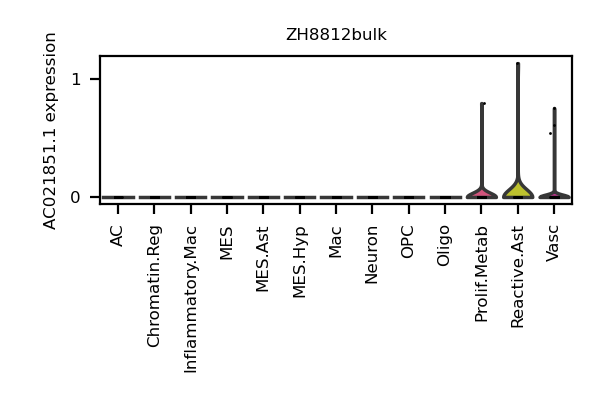 ZH8812bulk
AC021851.1 expression
1
0
AC
Chromatin.Reg
Inflammatory.Mac
MES
MES.Ast
MES.Hyp
Mac
Neuron
OPC
Oligo
Prolif.Metab
Reactive.Ast
Vasc